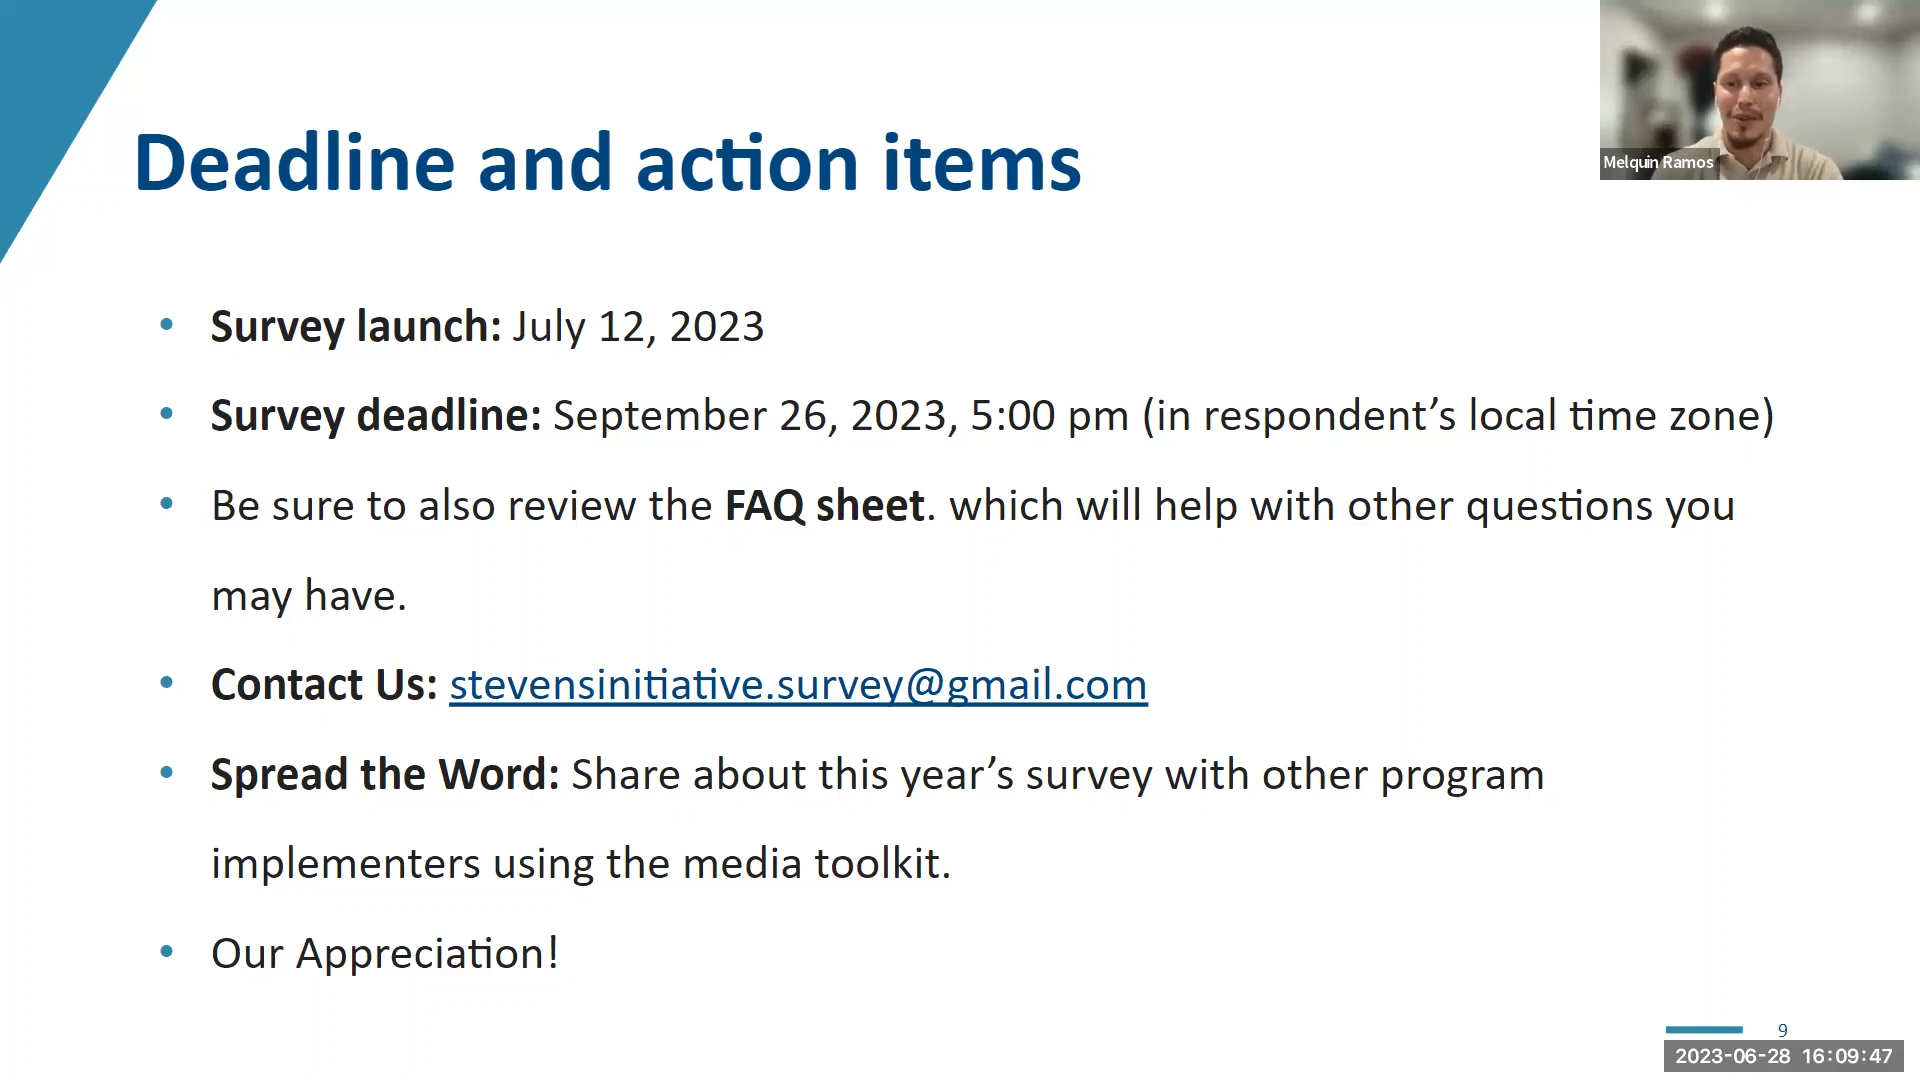 Deadline and action items
Melquin Ramos
• Survey launch: July 12, 2023
• Survey deadline: September 26, 2023, 5:00 pm (in respondent’s local time zone)
• Be sure to also review the FAQ sheet. which will help with other questions you
may have.
• Contact Us: stevensinitiative.survey@gmail.com
• Spread the Word: Share about this year’s survey with other program
implementers using the media toolkit.
• Our Appreciation!
9
2023-06-28 16:09:47